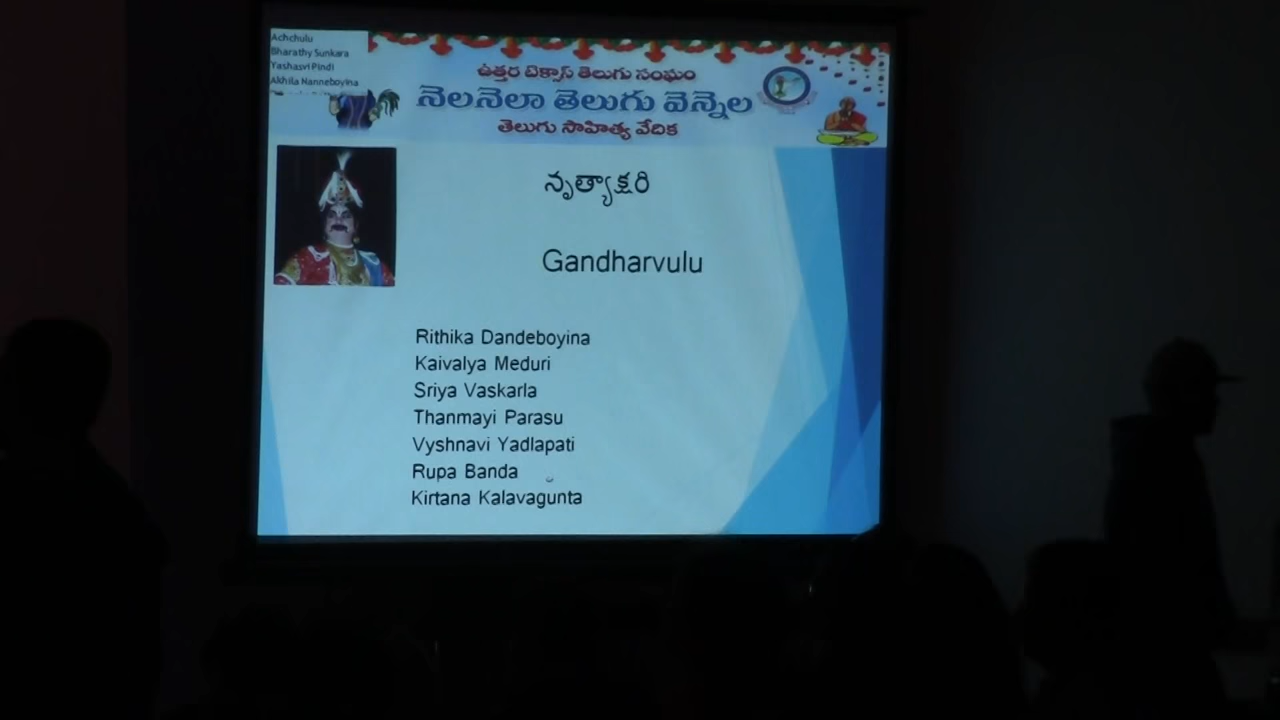 Achchulu
Bharathy Sunkara
Yashasvi Pindi
Akhila Nanneboyina
ఉత్తర టెక్సాస్ తెలుగు సంఘం
నెలనెలా తెలుగు వెన్నెల
తెలుగు సాహిత్య వేదిక
నృత్యాక్షరి
Gandharvulu
Rithika Dandeboyina
Kaivalya Meduri
Sriya Vaskarla
Thanmayi Parasu
Vyshnavi Yadlapati
Rupa Banda
Kirtana Kalavagunta